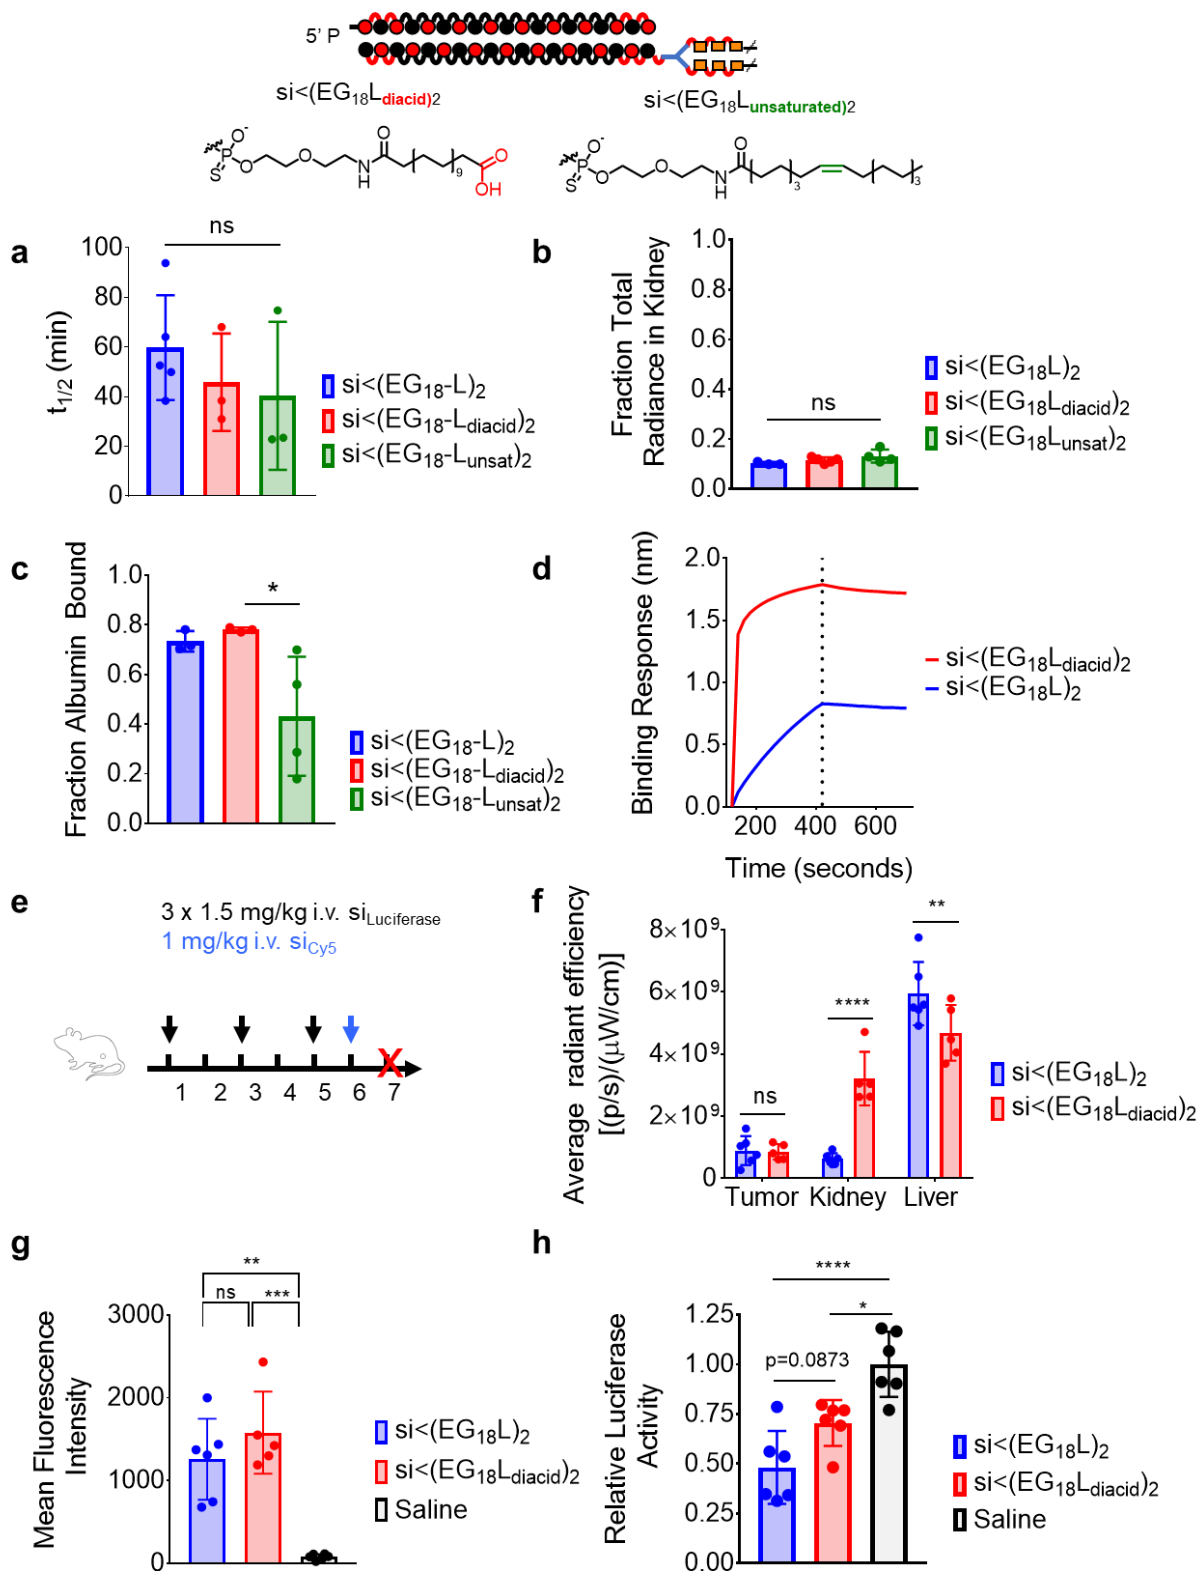 5' P
si<(EG18Ldiacid)2
si<(EG18Lunsaturated)2
O-
P
S
O
O
N
H
O
9
O
OH
O-
P
S
O
O
N
H
O
3
3
a
ns
100
80
60
40
20
0
t1/2 (min)
si<(EG18-L)2
si<(EG18-Ldiacid)2
si<(EG18-Lunsat)2
b
Fraction Total
Radiance in Kidney
1.0
0.8
0.6
0.4
0.2
0.0
ns
si<(EG18L)2
si<(EG18Ldiacid)2
si<(EG18Lunsat)2
c
Fraction Albumin Bound
1.0
0.8
0.6
0.4
0.2
0.0
*
si<(EG18-L)2
si<(EG18-Ldiacid)2
si<(EG18-Lunsat)2
d
Binding Response (nm)
2.0
1.5
1.0
0.5
0.0
200 400 600
Time (seconds)
si<(EG18Ldiacid)2
si<(EG18L)2
e
3 x 1.5 mg/kg i.v. siLuciferase
1 mg/kg i.v. siCy5
1 2 3 4 5 6 7
X
f
Average radiant efficiency
[(p/s)/(μW/cm)]
8×10⁹
6×10⁹
4×10⁹
2×10⁹
0
ns
****
**
Tumor Kidney Liver
si<(EG18L)2
si<(EG18Ldiacid)2
g
Mean Fluorescence
Intensity
3000
2000
1000
0
**
ns
***
si<(EG18L)2
si<(EG18Ldiacid)2
Saline
h
Relative Luciferase
Activity
1.25
1.00
0.75
0.50
0.25
0.00
****
*
p=0.0873
si<(EG18L)2
si<(EG18Ldiacid)2
Saline